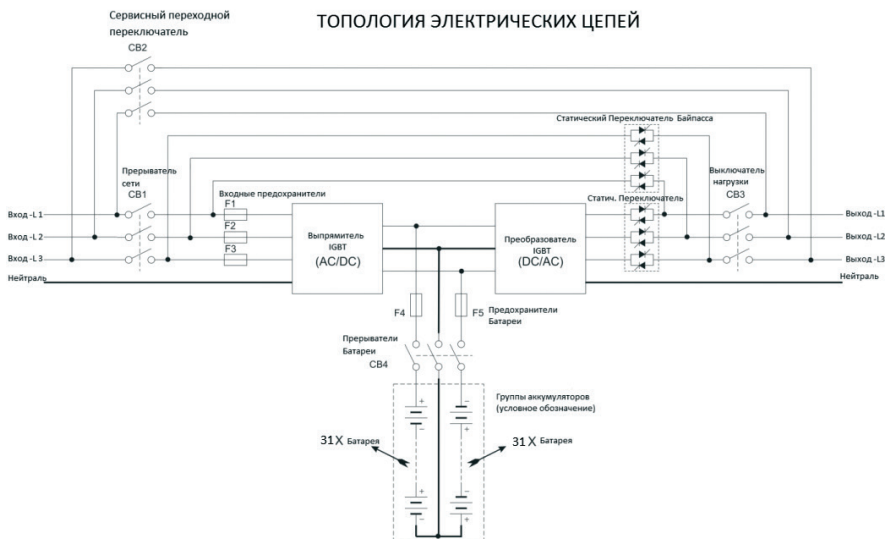 Сервисный переходной
переключатель
CB2
ТОПОЛОГИЯ ЭЛЕКТРИЧЕСКИХ ЦЕПЕЙ
Статический Переключатель Байпасса
Прерыватель
сети
CB1
Входные предохранители
F1
F2
F3
Выключатель
нагрузки
CB3
Статич. Переключатель
Вход -L 1
Вход -L 2
Вход -L 3
Нейтраль
Выпрямитель
IGBT
(AC/DC)
Преобразователь
IGBT
(DC/AC)
Выход -L1
Выход -L2
Выход -L3
Нейтраль
F4
F5
Предохранители
Батареи
Прерыватели
Батареи
CB4
Группы аккумуляторов
(условное обозначение)
+
−
−
+
31X Батарея
31X Батарея
+
−
−
+